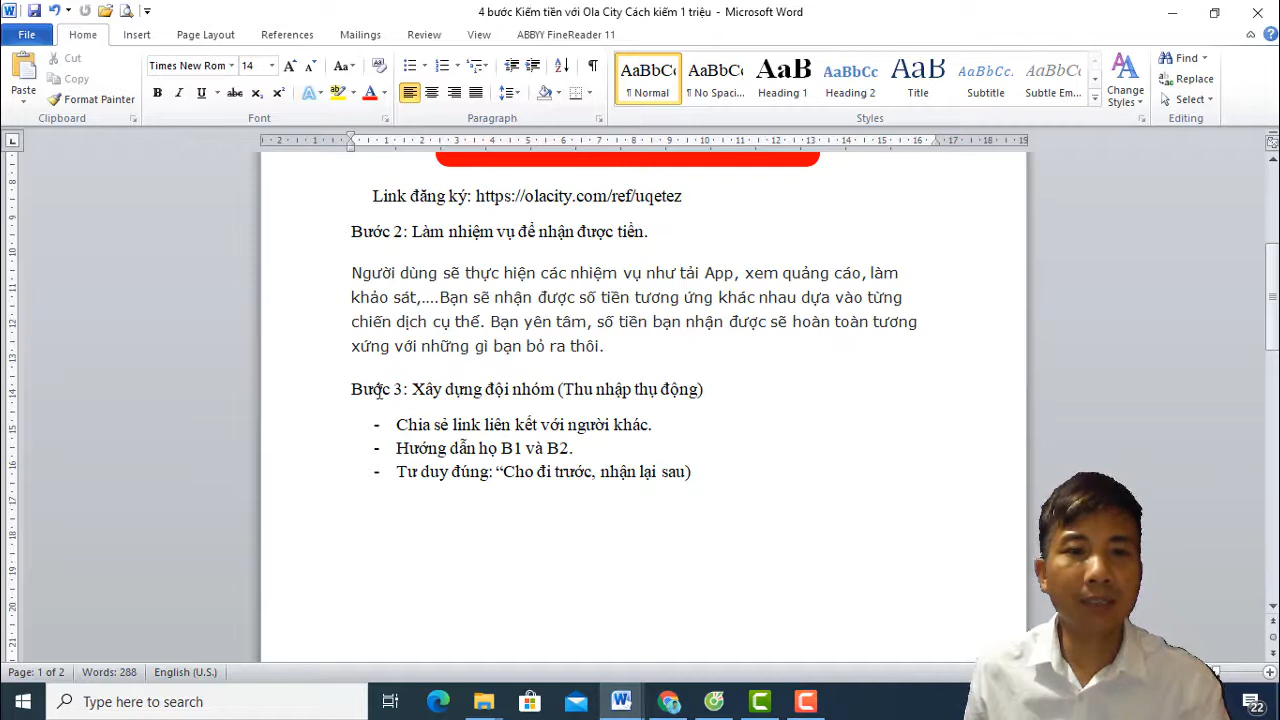 4 bước Kiếm tiền với Ola City Cách kiếm 1 triệu - Microsoft Word
File Home Insert Page Layout References Mailings Review View ABBYY FineReader 11
Paste
Cut
Copy
Format Painter
Clipboard
Times New Rom 14
Font
Paragraph
AaBbCc AaBbCc AaB AaBbCc AaB AaBbCc AaBbCc
¶ Normal ¶ No Spaci... Heading 1 Heading 2 Title Subtitle Subtle Em...
Styles
Change Styles
Find
Replace
Select
Editing
Link đăng ký: https://olacity.com/ref/uqetez
Bước 2: Làm nhiệm vụ để nhận được tiền.
Người dùng sẽ thực hiện các nhiệm vụ như tải App, xem quảng cáo, làm
khảo sát,....Bạn sẽ nhận được số tiền tương ứng khác nhau dựa vào từng
chiến dịch cụ thể. Bạn yên tâm, số tiền bạn nhận được sẽ hoàn toàn tương
xứng với những gì bạn bỏ ra thôi.
Bước 3: Xây dựng đội nhóm (Thu nhập thụ động)
- Chia sẻ link liên kết với người khác.
- Hướng dẫn họ B1 và B2.
- Tư duy đúng: “Cho đi trước, nhận lại sau)
Page: 1 of 2 Words: 288 English (U.S.)
Type here to search
22